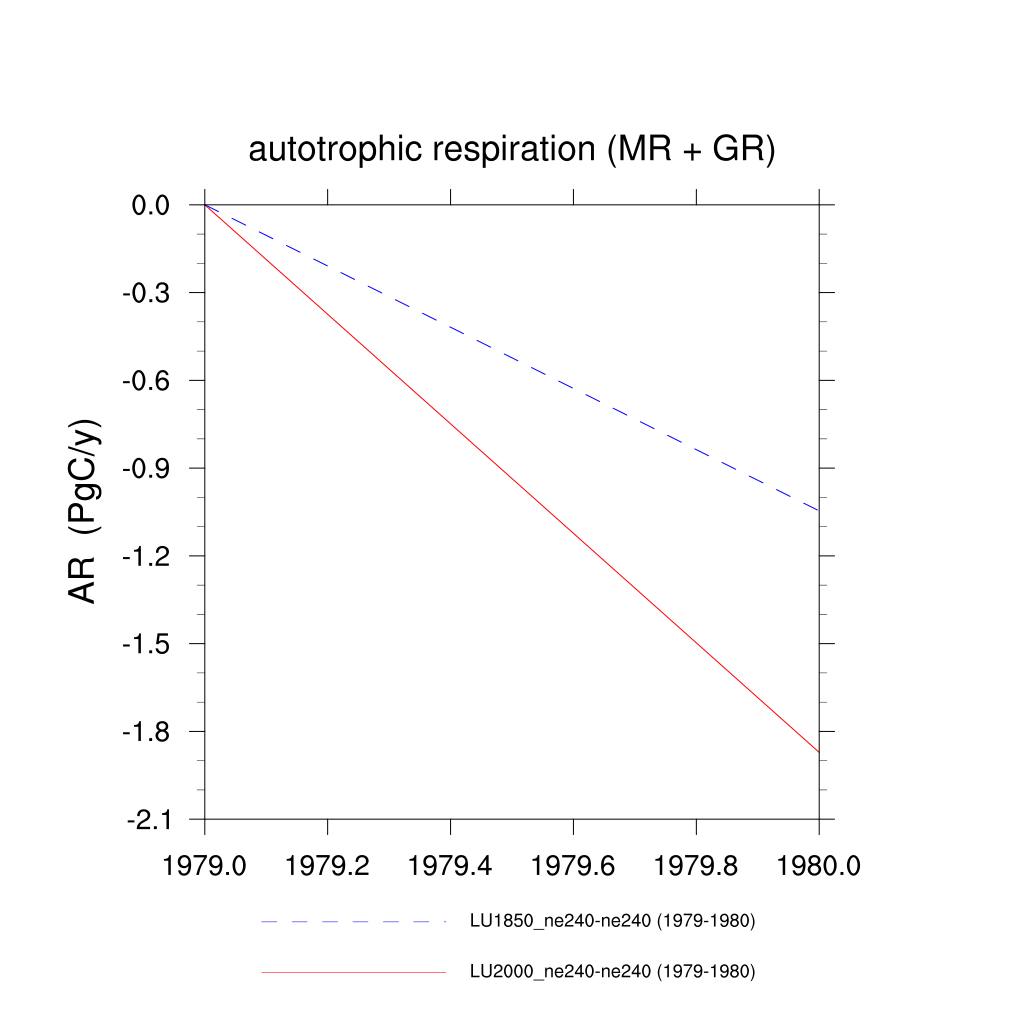 autotrophic respiration (MR + GR)
0.0
-0.3
-0.6
-0.9
-1.2
-1.5
-1.8
-2.1
AR (PgC/y)
1979.0 1979.2 1979.4 1979.6 1979.8 1980.0
LU1850_ne240-ne240 (1979-1980)
LU2000_ne240-ne240 (1979-1980)